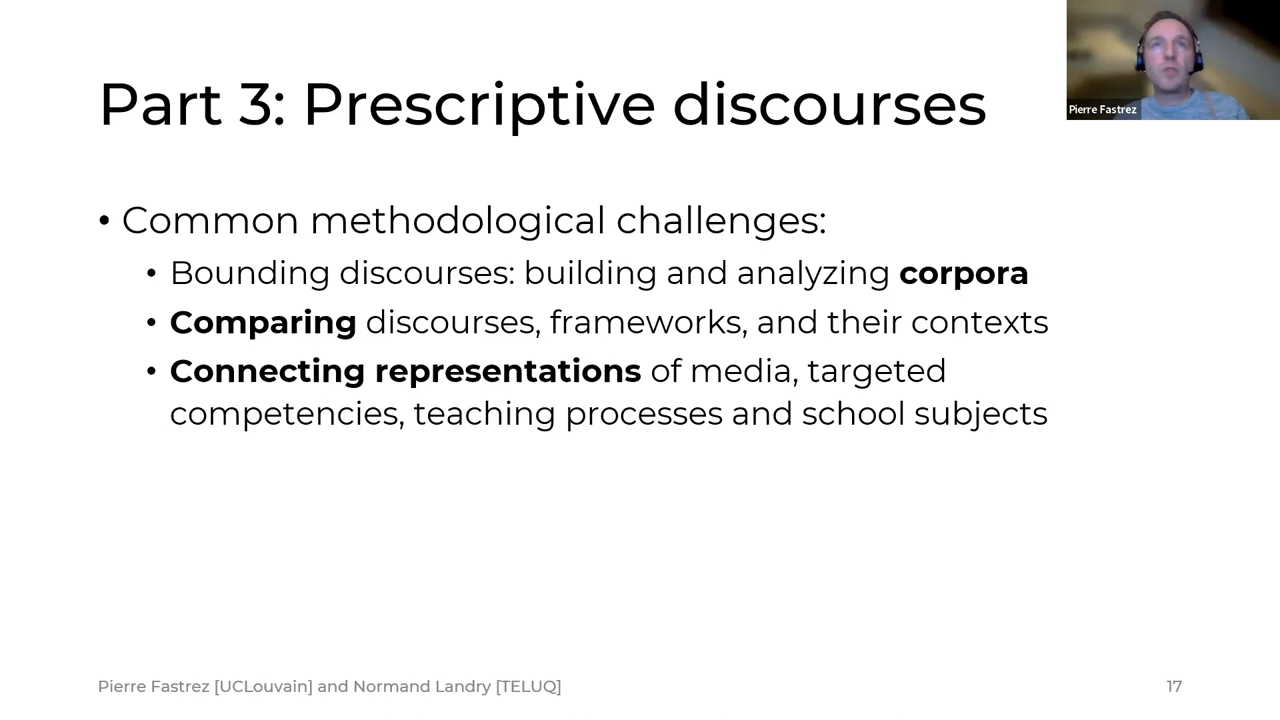 Part 3: Prescriptive discourses
Pierre Fastrez
• Common methodological challenges:
• Bounding discourses: building and analyzing corpora
• Comparing discourses, frameworks, and their contexts
• Connecting representations of media, targeted
competencies, teaching processes and school subjects
Pierre Fastrez [UCLouvain] and Normand Landry [TELUQ]
17